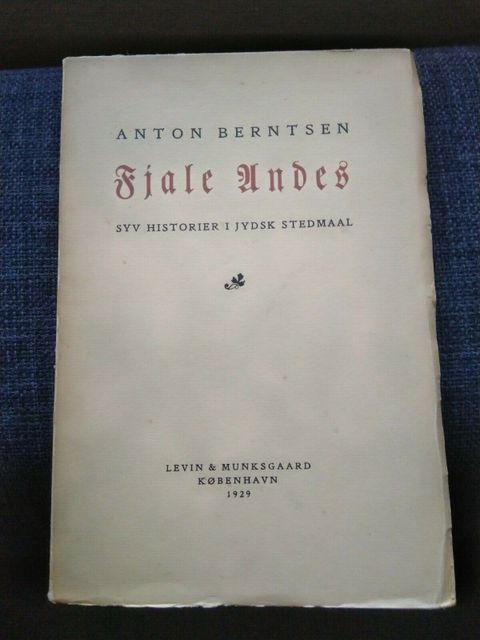 ANTON BERNTSEN
Fjale Andes
SYV HISTORIER I JYDSK STEDMAAL
LEVIN & MUNKSGAARD
KØBENHAVN
1929